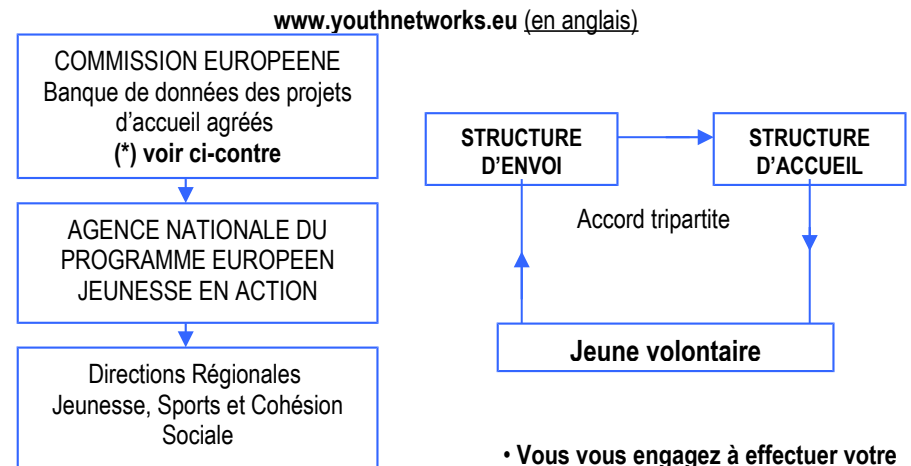 www.youthnetworks.eu (en anglais)
COMMISSION EUROPEENE
Banque de données des projets
d'accueil agréés
(*) voir ci-contre
AGENCE NATIONALE DU
PROGRAMME EUROPEEN
JEUNESSE EN ACTION
Directions Régionales
Jeunesse, Sports et Cohésion
Sociale
STRUCTURE
D'ENVOI
STRUCTURE
D'ACCUEIL
Accord tripartite
Jeune volontaire
• Vous vous engagez à effectuer votre